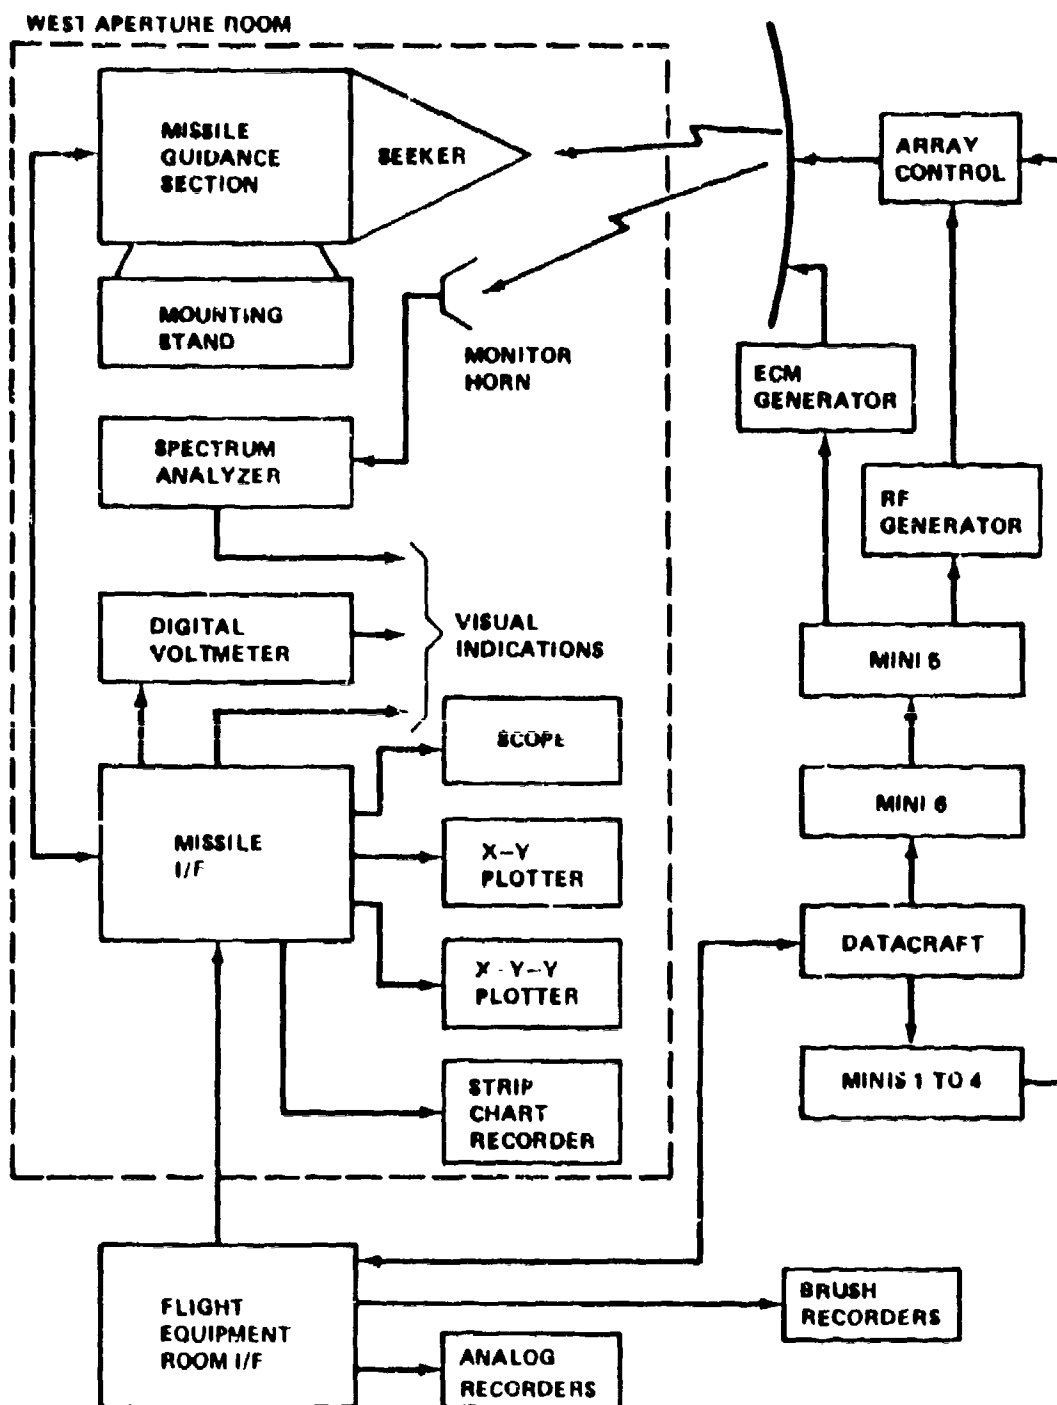 WEST APERTURE ROOM
MISSILE
GUIDANCE
SECTION
SEEKER
ARRAY
CONTROL
MOUNTING
STAND
MONITOR
HORN
ECM
GENERATOR
SPECTRUM
ANALYZER
RF
GENERATOR
DIGITAL
VOLTMETER
VISUAL
INDICATIONS
MINI 5
SCOPE
MINI 6
MISSILE
I/F
X-Y
PLOTTER
DATACRAFT
X-Y-Y
PLOTTER
MINIS 1 TO 4
STRIP
CHART
RECORDER
FLIGHT
EQUIPMENT
ROOM I/F
BRUSH
RECORDERS
ANALOG
RECORDERS